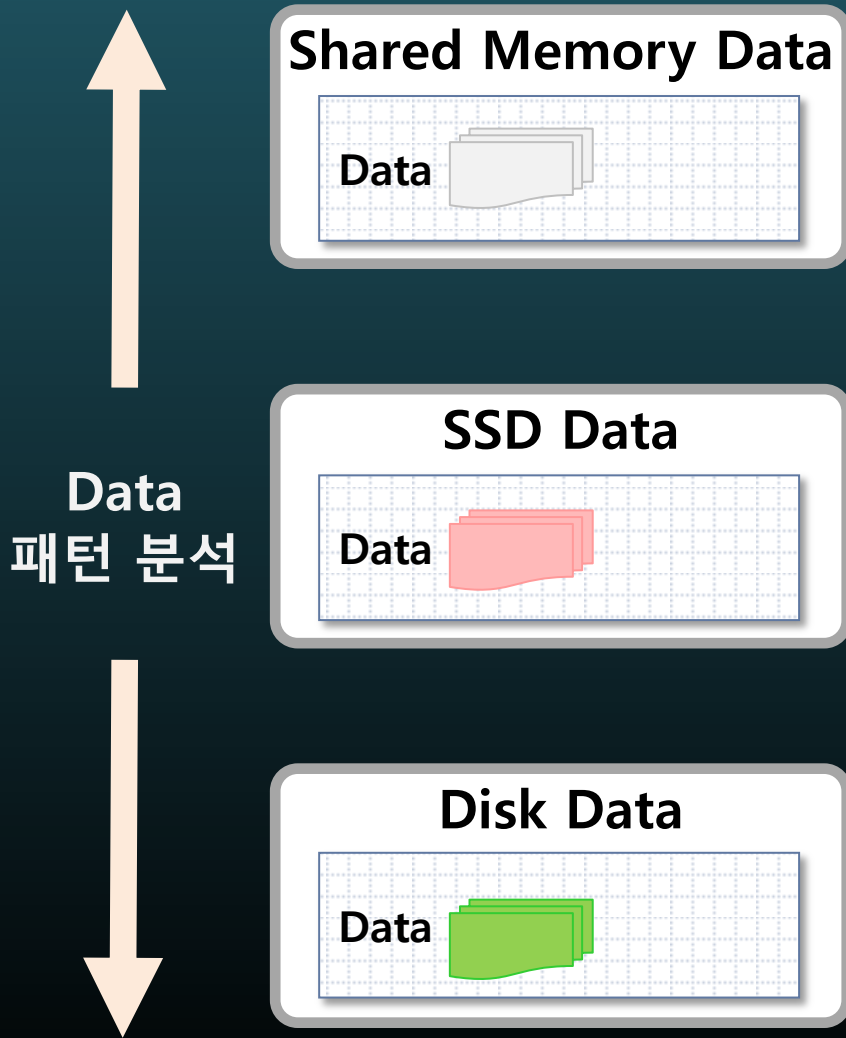 Shared Memory Data
Data
Data
패턴 분석
SSD Data
Data
Disk Data
Data